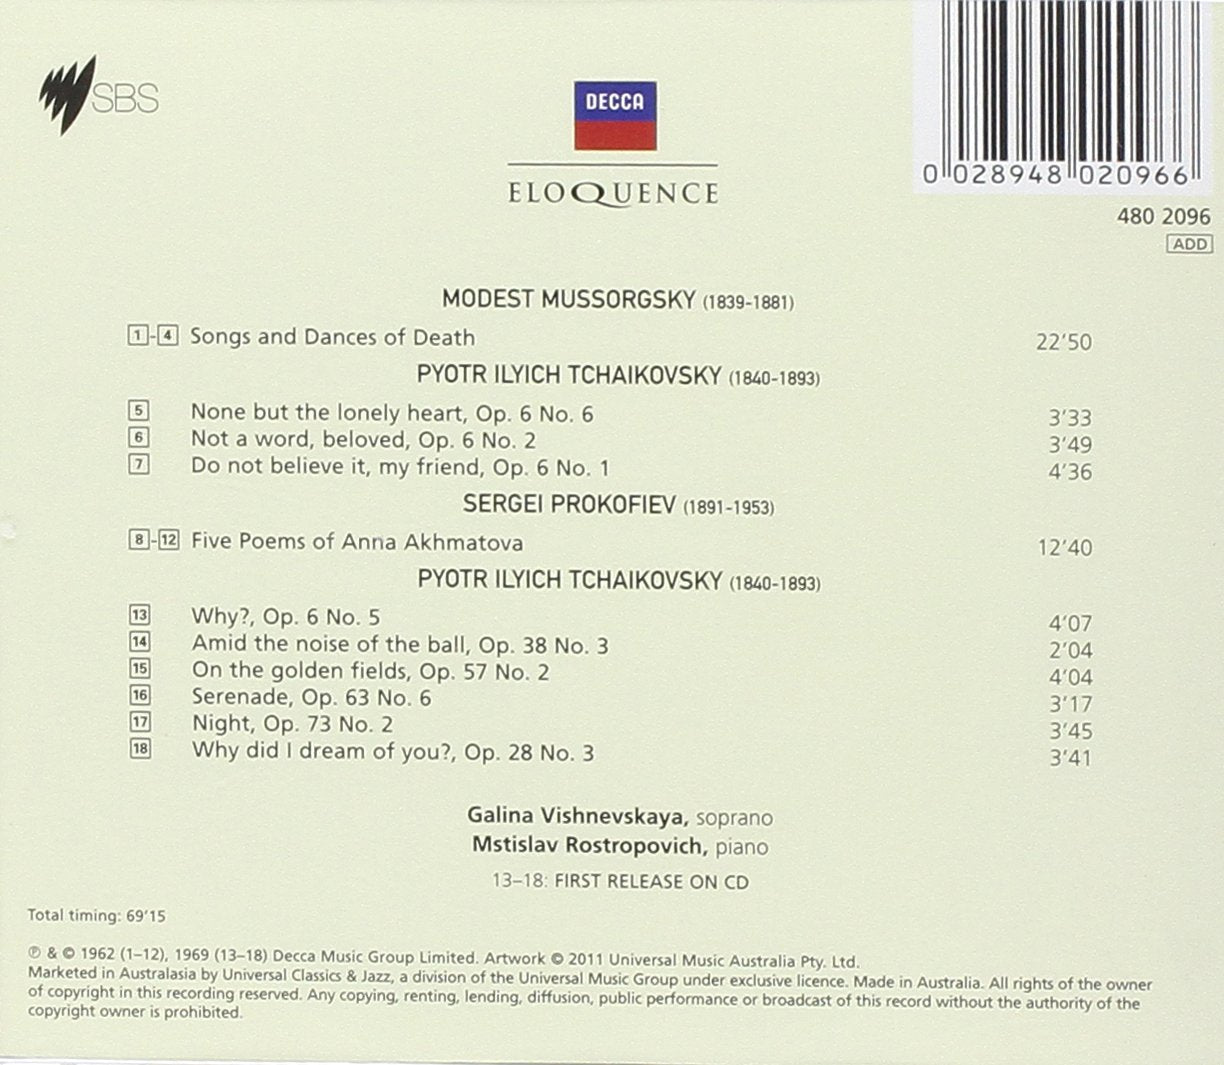 SBS
DECCA
ELOQUENCE
0 028948 020966
480 2096
ADD
MODEST MUSSORGSKY (1839-1881)
1-4 Songs and Dances of Death 22'50
PYOTR ILYICH TCHAIKOVSKY (1840-1893)
5 None but the lonely heart, Op. 6 No. 6 3'33
6 Not a word, beloved, Op. 6 No. 2 3'49
7 Do not believe it, my friend, Op. 6 No. 1 4'36
SERGEI PROKOFIEV (1891-1953)
8-12 Five Poems of Anna Akhmatova 12'40
PYOTR ILYICH TCHAIKOVSKY (1840-1893)
13 Why?, Op. 6 No. 5 4'07
14 Amid the noise of the ball, Op. 38 No. 3 2'04
15 On the golden fields, Op. 57 No. 2 4'04
16 Serenade, Op. 63 No. 6 3'17
17 Night, Op. 73 No. 2 3'45
18 Why did I dream of you?, Op. 28 No. 3 3'41
Galina Vishnevskaya, soprano
Mstislav Rostropovich, piano
13–18: FIRST RELEASE ON CD
Total timing: 69'15
℗ & © 1962 (1–12), 1969 (13–18) Decca Music Group Limited. Artwork © 2011 Universal Music Australia Pty. Ltd.
Marketed in Australasia by Universal Classics & Jazz, a division of the Universal Music Group under exclusive licence. Made in Australia. All rights of the owner
of copyright in this recording reserved. Any copying, renting, lending, diffusion, public performance or broadcast of this record without the authority of the
copyright owner is prohibited.